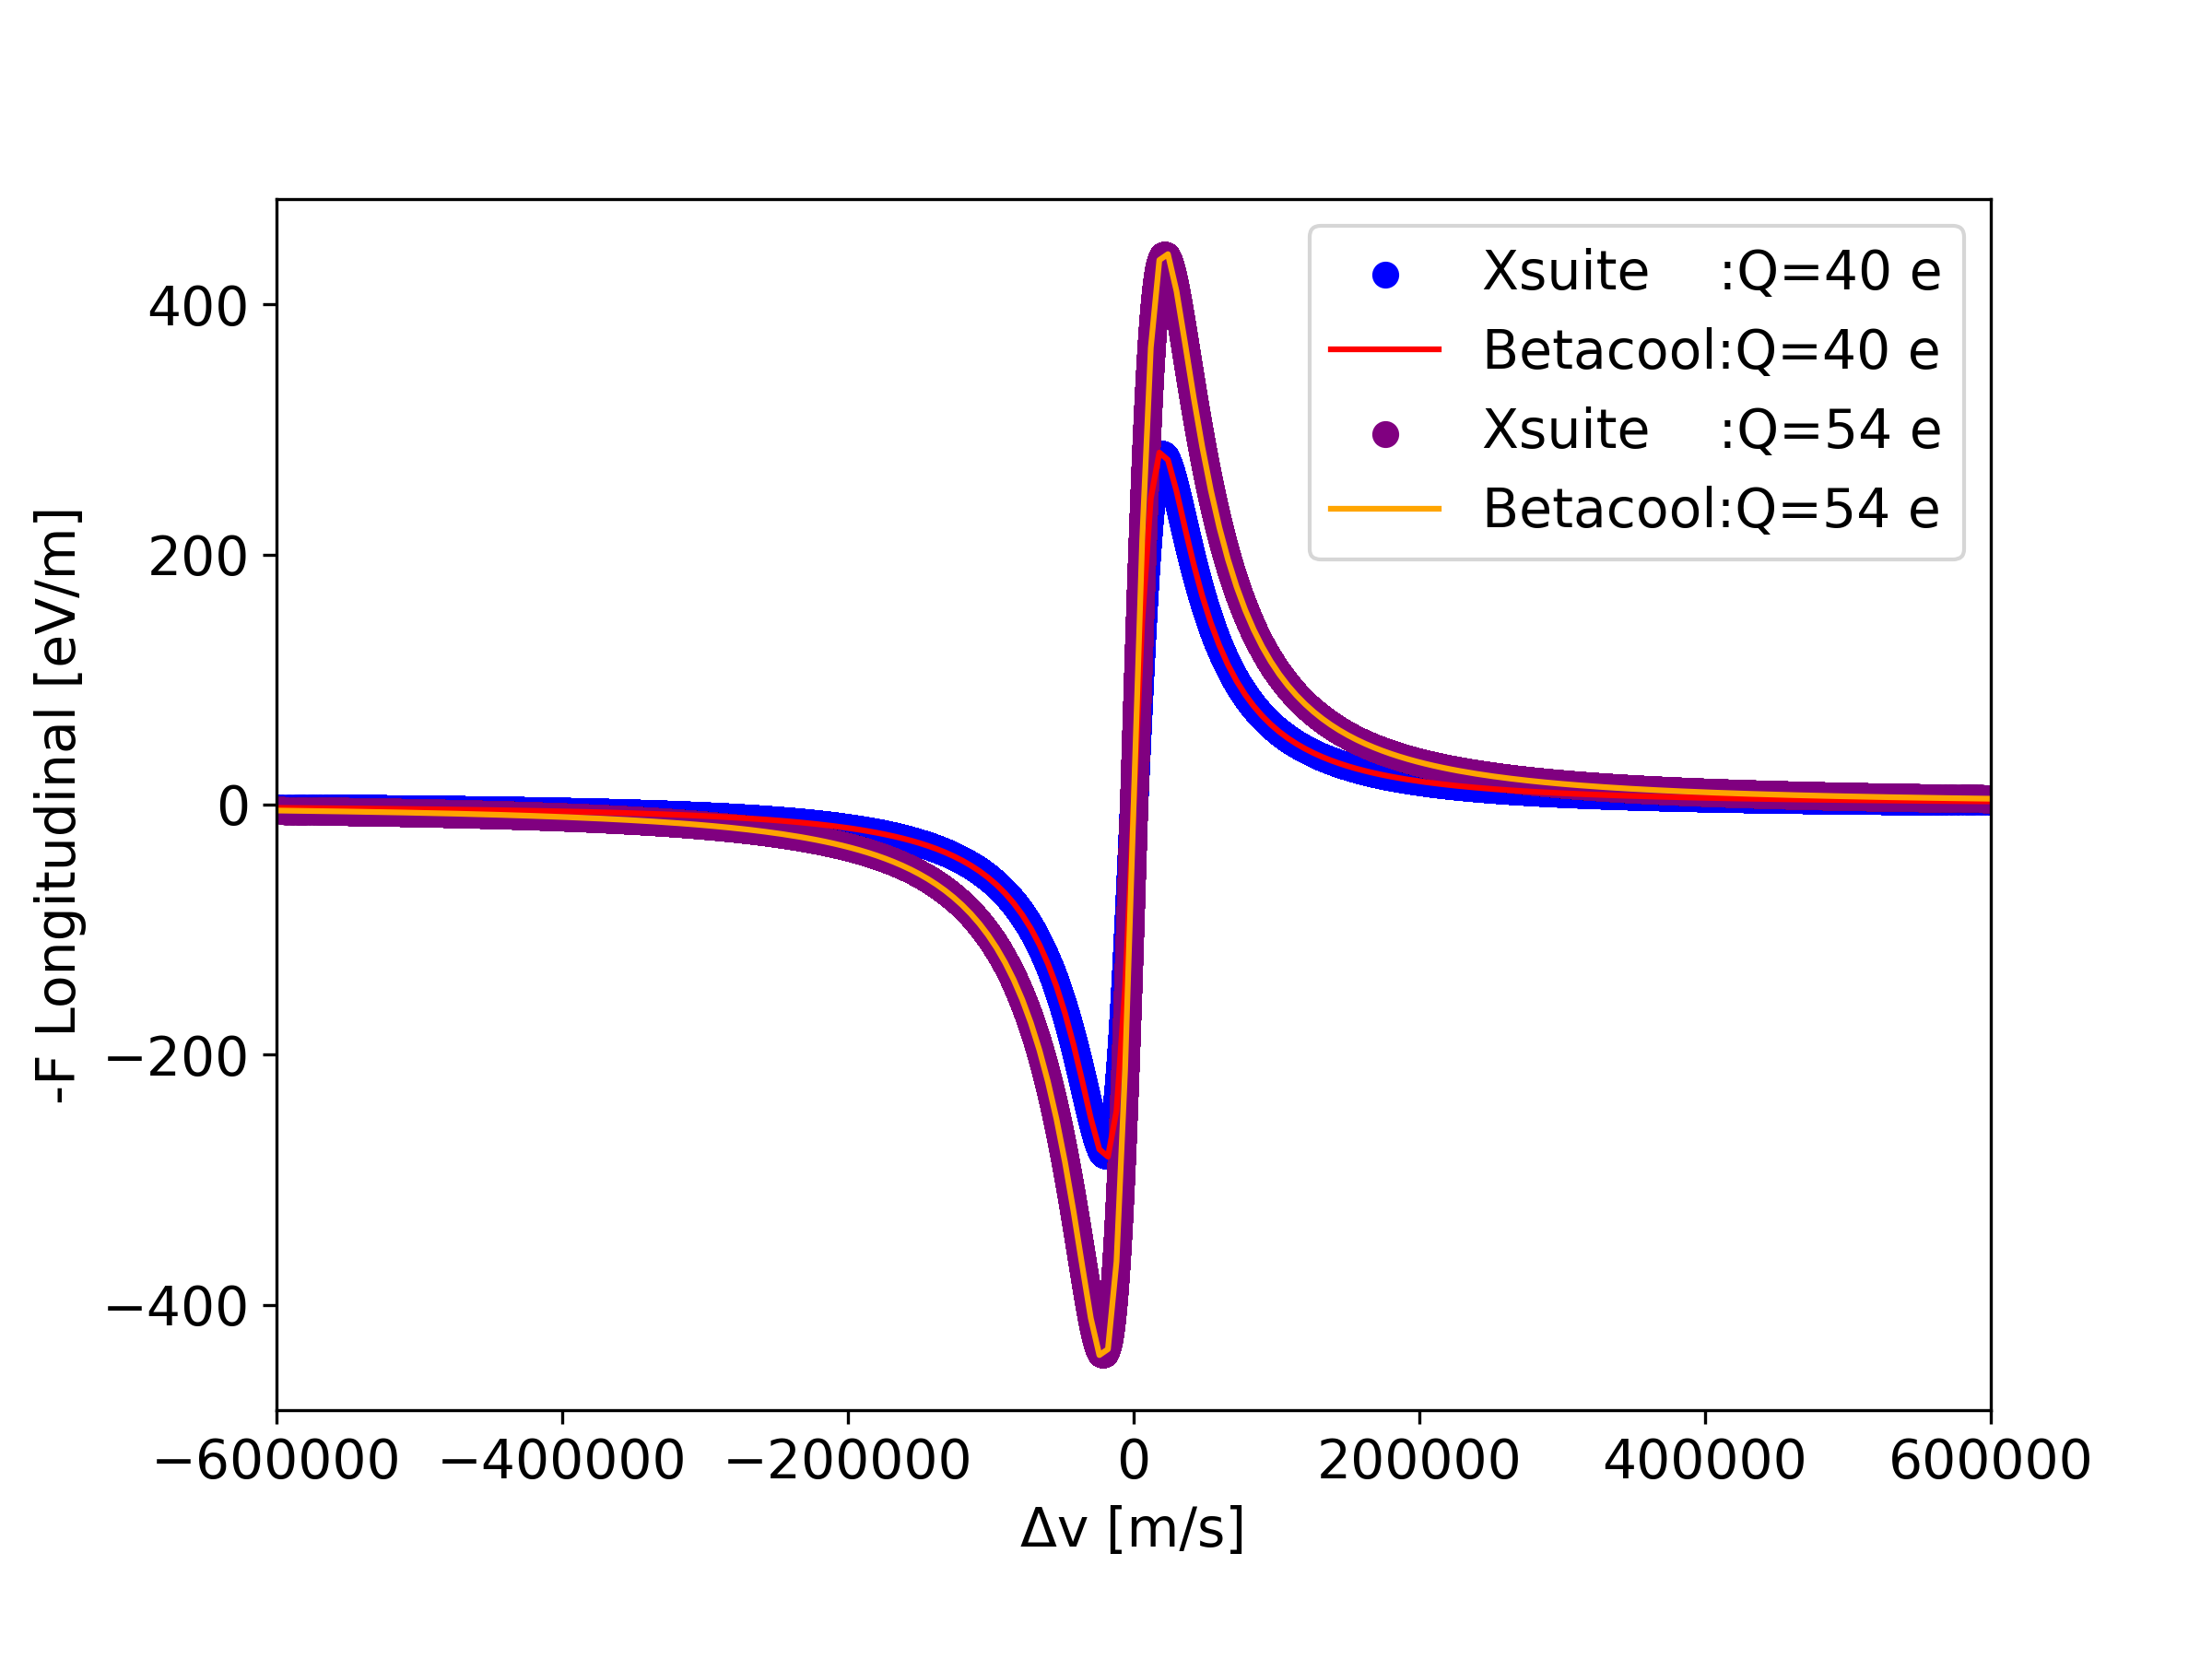 Xsuite    :Q=40 e
Betacool:Q=40 e
Xsuite    :Q=54 e
Betacool:Q=54 e
-F Longitudinal [eV/m]
400
200
0
−200
−400
−600000 −400000 −200000 0 200000 400000 600000
Δv [m/s]